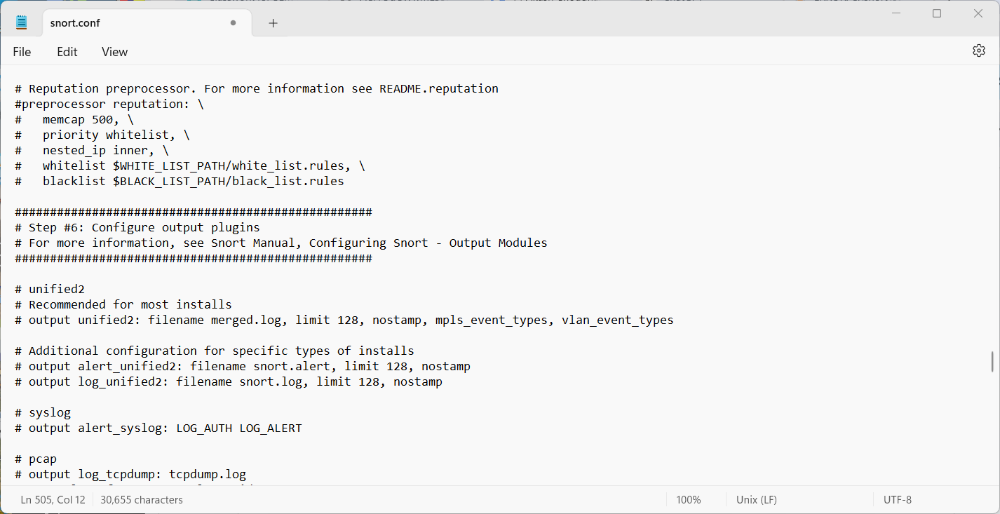 snort.conf
File Edit View
# Reputation preprocessor. For more information see README.reputation
#preprocessor reputation: \
#   memcap 500, \
#   priority whitelist, \
#   nested_ip inner, \
#   whitelist $WHITE_LIST_PATH/white_list.rules, \
#   blacklist $BLACK_LIST_PATH/black_list.rules
###################################################
# Step #6: Configure output plugins
# For more information, see Snort Manual, Configuring Snort - Output Modules
###################################################
# unified2
# Recommended for most installs
# output unified2: filename merged.log, limit 128, nostamp, mpls_event_types, vlan_event_types
# Additional configuration for specific types of installs
# output alert_unified2: filename snort.alert, limit 128, nostamp
# output log_unified2: filename snort.log, limit 128, nostamp
# syslog
# output alert_syslog: LOG_AUTH LOG_ALERT
# pcap
# output log_tcpdump: tcpdump.log
Ln 505, Col 12 30,655 characters 100% Unix (LF) UTF-8